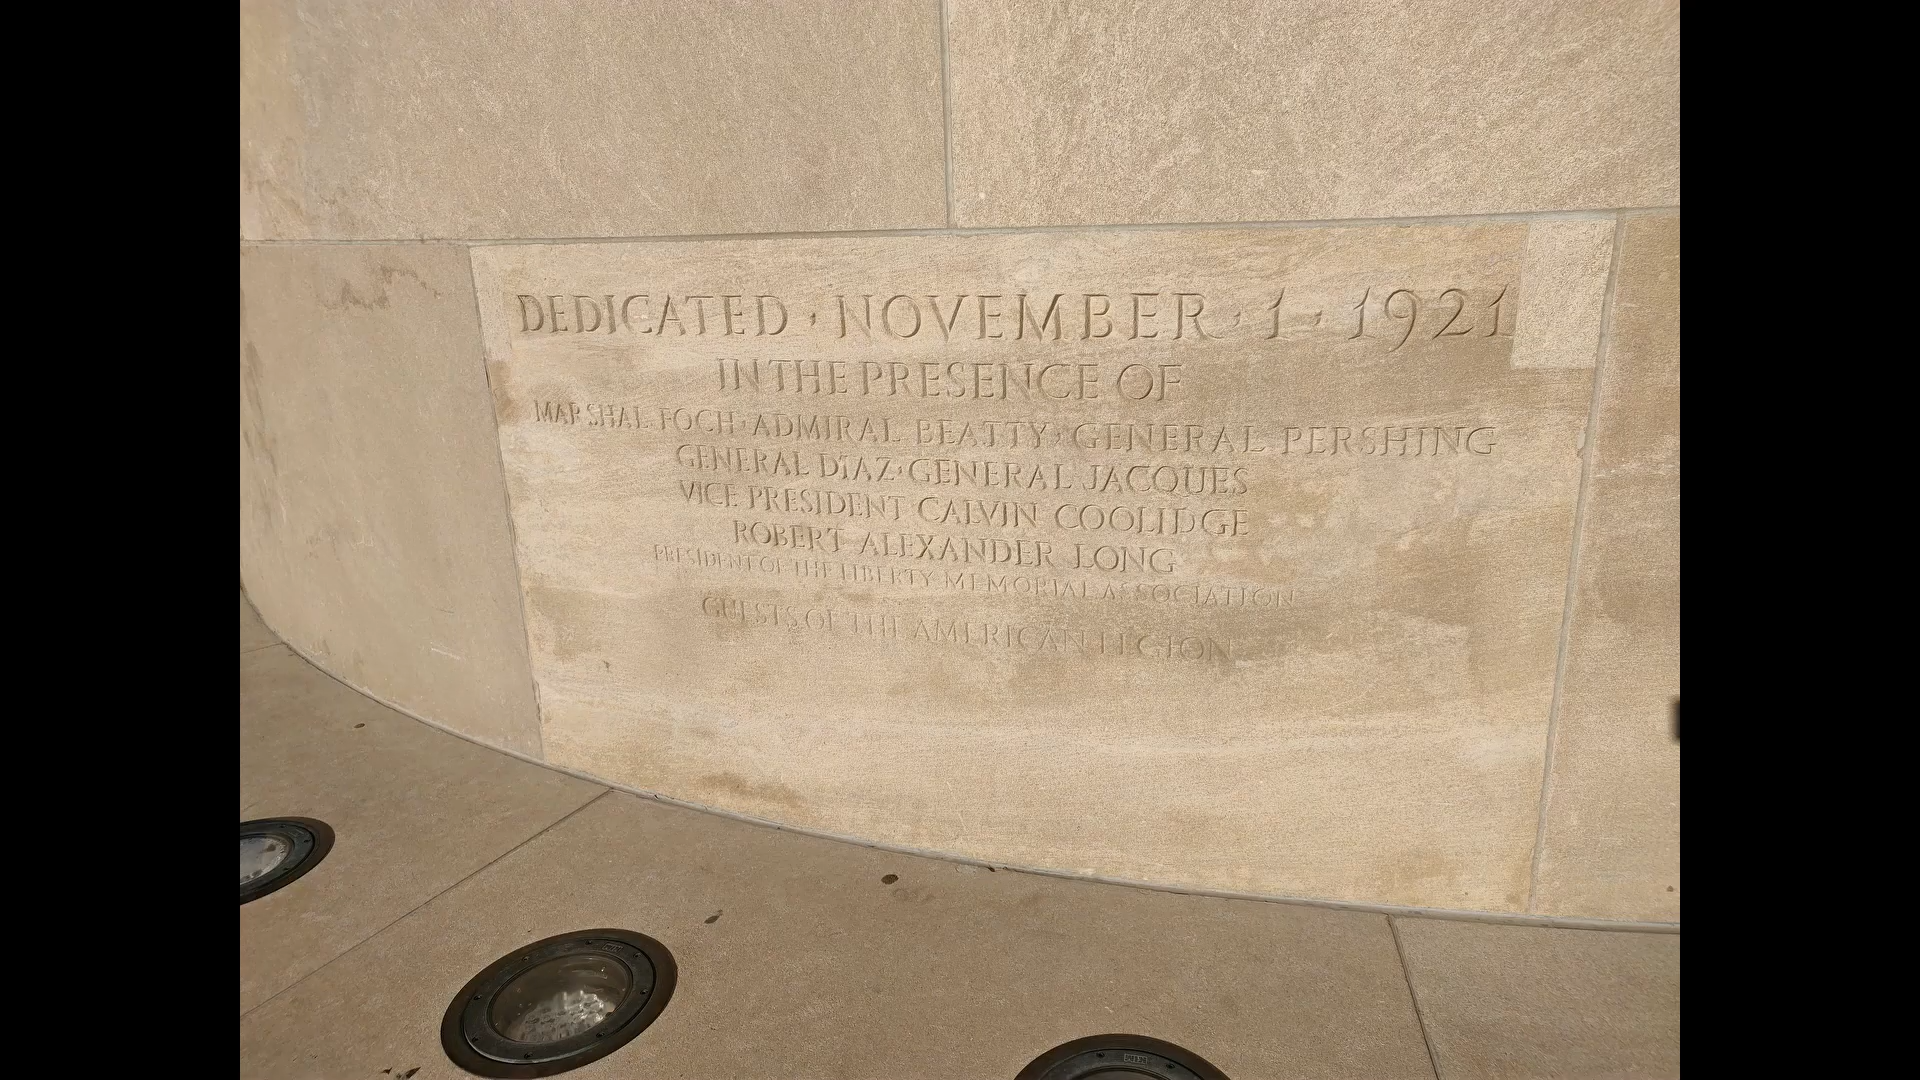 DEDICATED · NOVEMBER · 1 · 1921
IN THE PRESENCE OF
MARSHAL FOCH · ADMIRAL BEATTY · GENERAL PERSHING
GENERAL DIAZ · GENERAL JACQUES
VICE PRESIDENT CALVIN COOLIDGE
ROBERT ALEXANDER LONG
PRESIDENT OF THE LIBERTY MEMORIAL ASSOCIATION
GUESTS OF THE AMERICAN LEGION